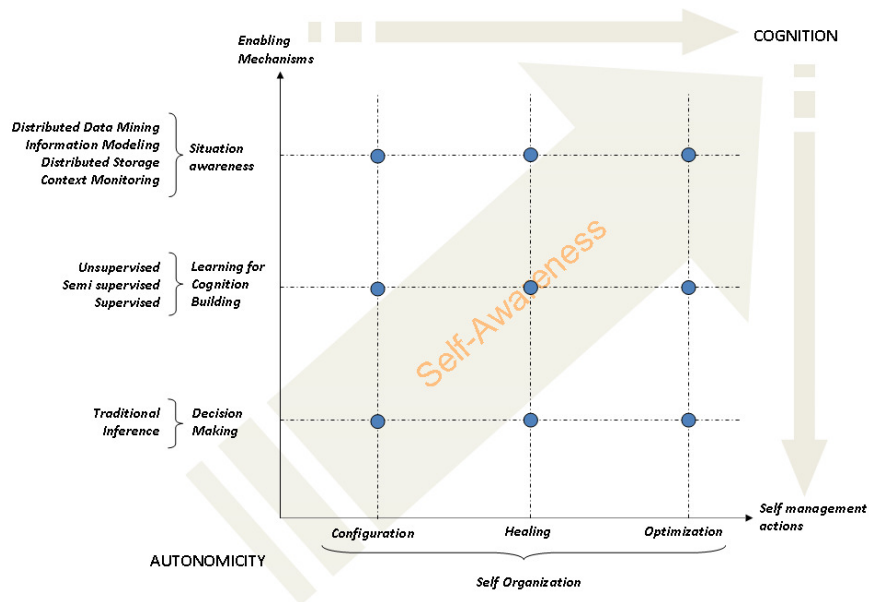 Enabling
Mechanisms
COGNITION
Distributed Data Mining
Information Modeling
Distributed Storage
Context Monitoring
Situation
awareness
Unsupervised
Semi supervised
Supervised
Learning for
Cognition
Building
Self-Awareness
Traditional
Inference
Decision
Making
Self management
actions
Configuration
Healing
Optimization
AUTONOMICITY
Self Organization